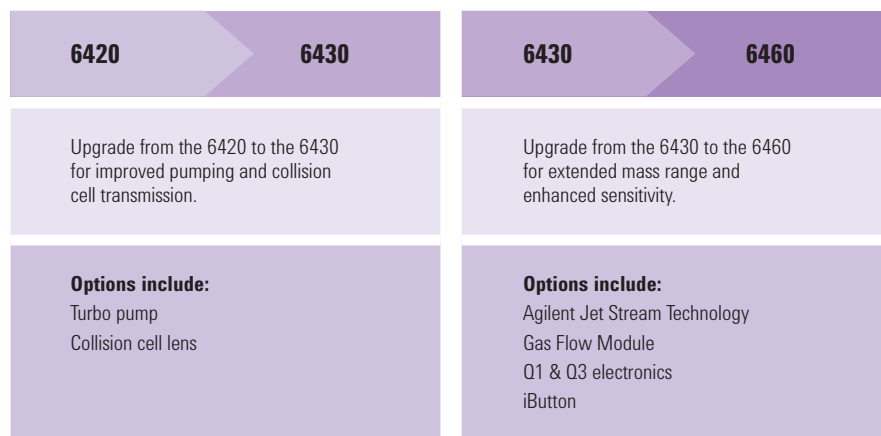 6420 6430
Upgrade from the 6420 to the 6430
for improved pumping and collision
cell transmission.
Options include:
Turbo pump
Collision cell lens
6430 6460
Upgrade from the 6430 to the 6460
for extended mass range and
enhanced sensitivity.
Options include:
Agilent Jet Stream Technology
Gas Flow Module
Q1 & Q3 electronics
iButton